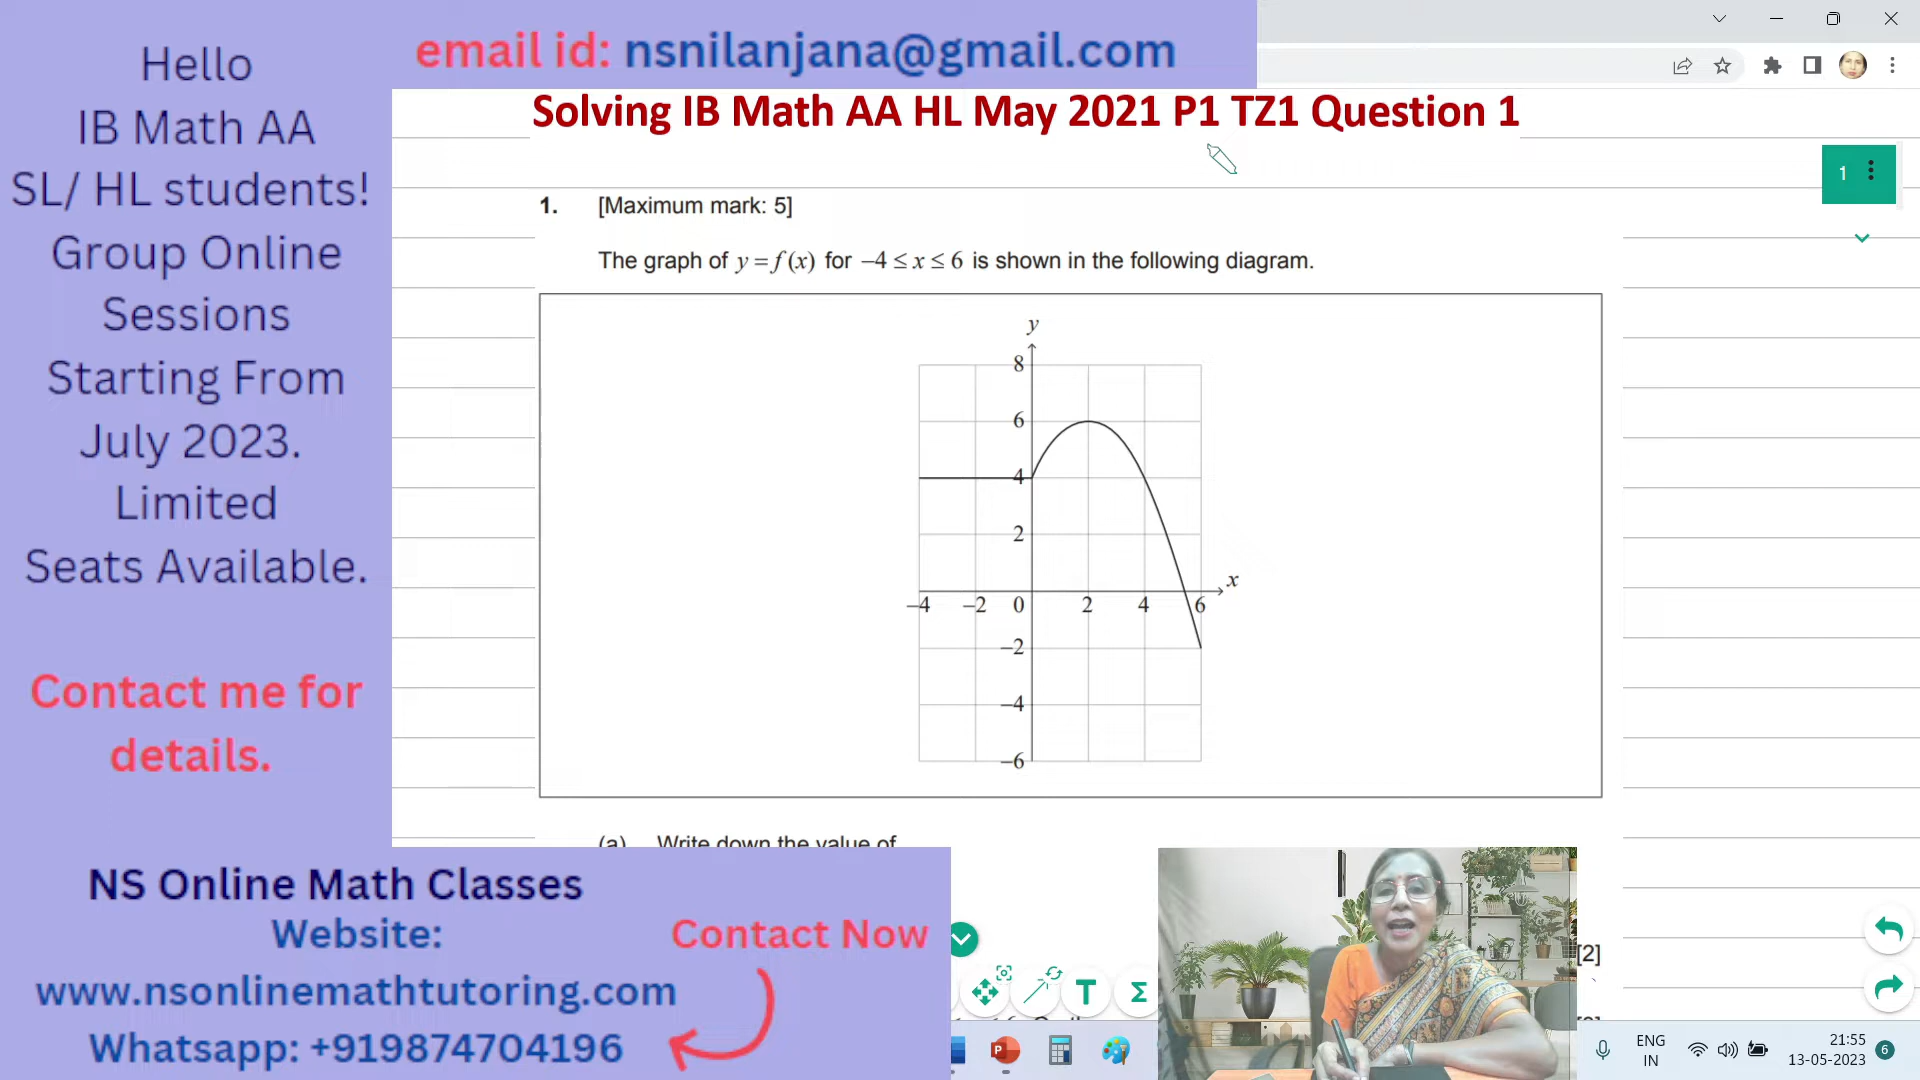 Hello
IB Math AA
SL/ HL students!
Group Online
Sessions
Starting From
July 2023.
Limited
Seats Available.
Contact me for
details.
email id: nsnilanjana@gmail.com
Solving IB Math AA HL May 2021 P1 TZ1 Question 1
1
1. [Maximum mark: 5]
The graph of y = f (x) for −4 ≤ x ≤ 6 is shown in the following diagram.
y
8
6
4
2
x
−4 −2 0 2 4 6
−2
−4
−6
(a) Write down the value of
[2]
NS Online Math Classes
Website:
www.nsonlinemathtutoring.com
Whatsapp: +919874704196
Contact Now
T Σ
ENG
IN
21:55
13-05-2023
6